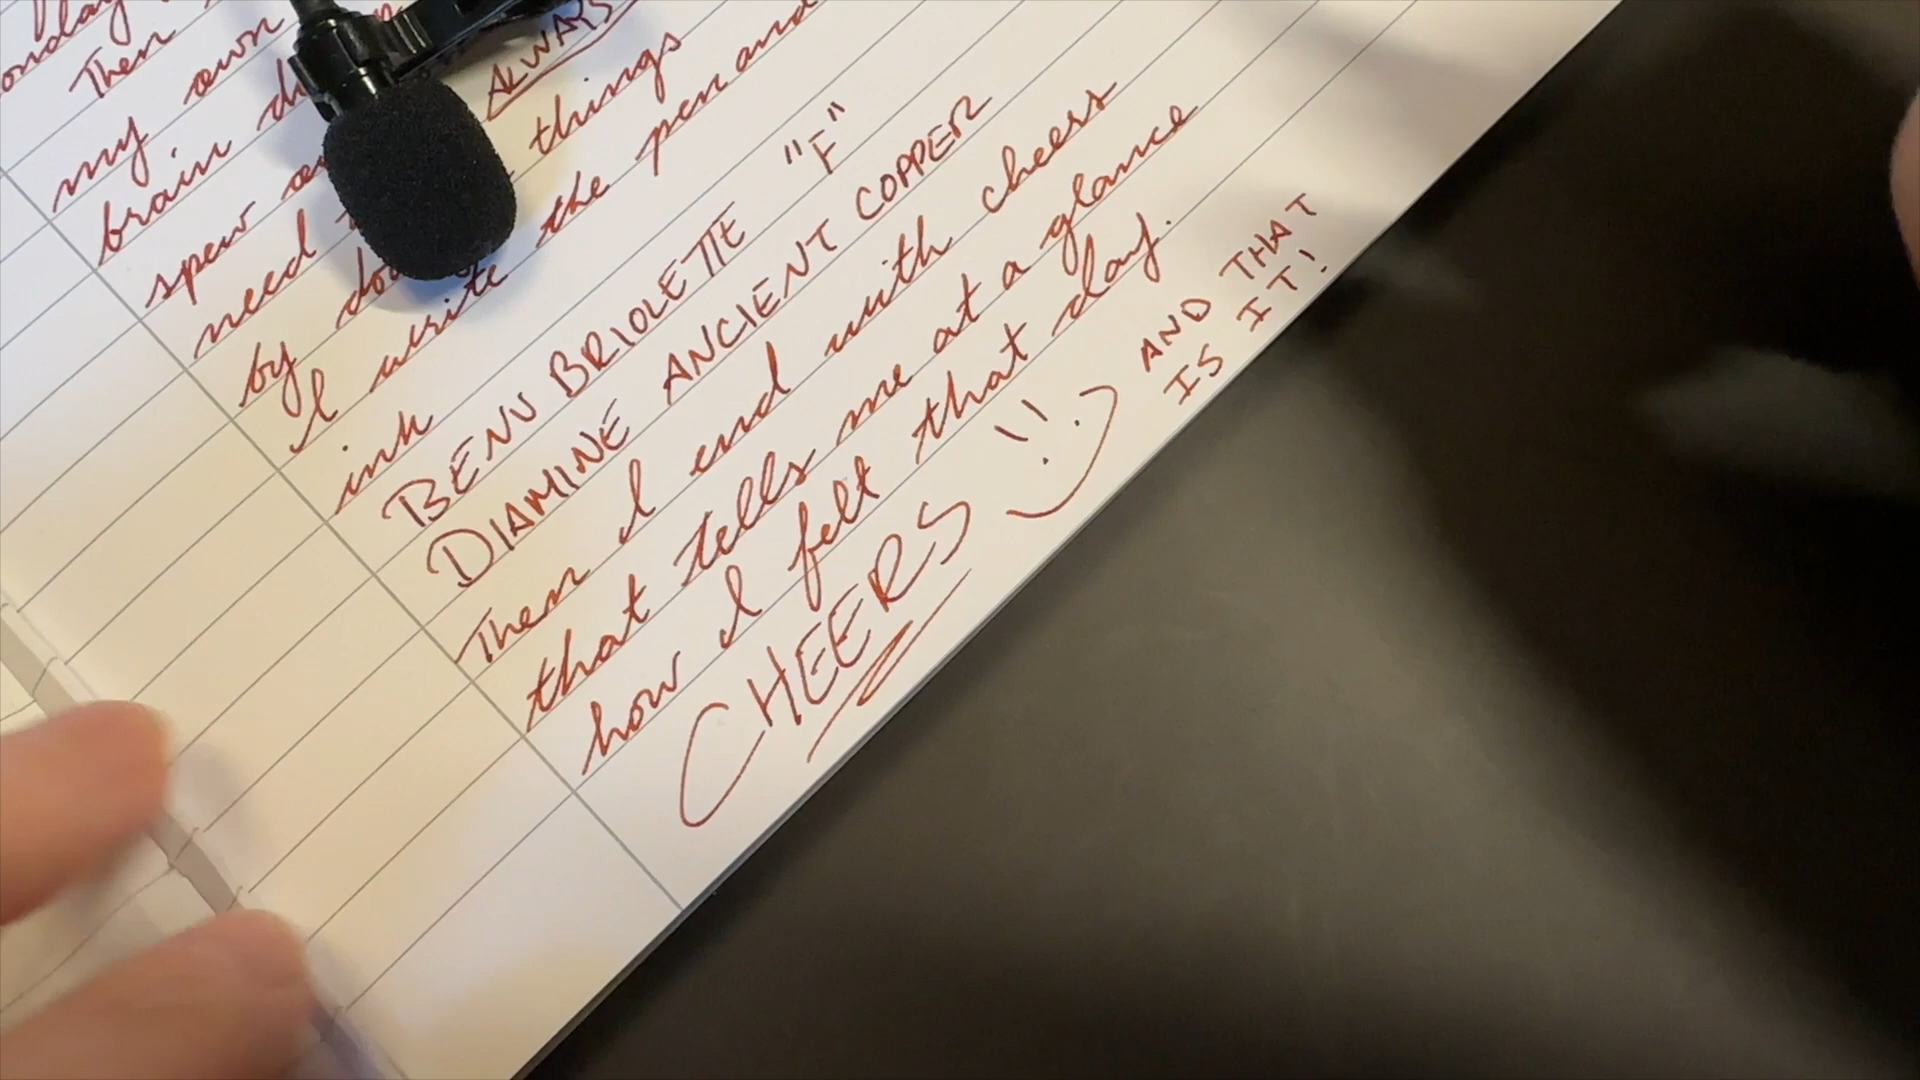 Then
my own
brain
spew
need ALWAYS
by things
I write the pen and
ink
BENU BRIOLETTE "F"
DIAMINE ANCIENT COPPER
Then I end with cheers
that tells me at a glance
how I felt that day.
CHEERS
AND THAT
IS IT!